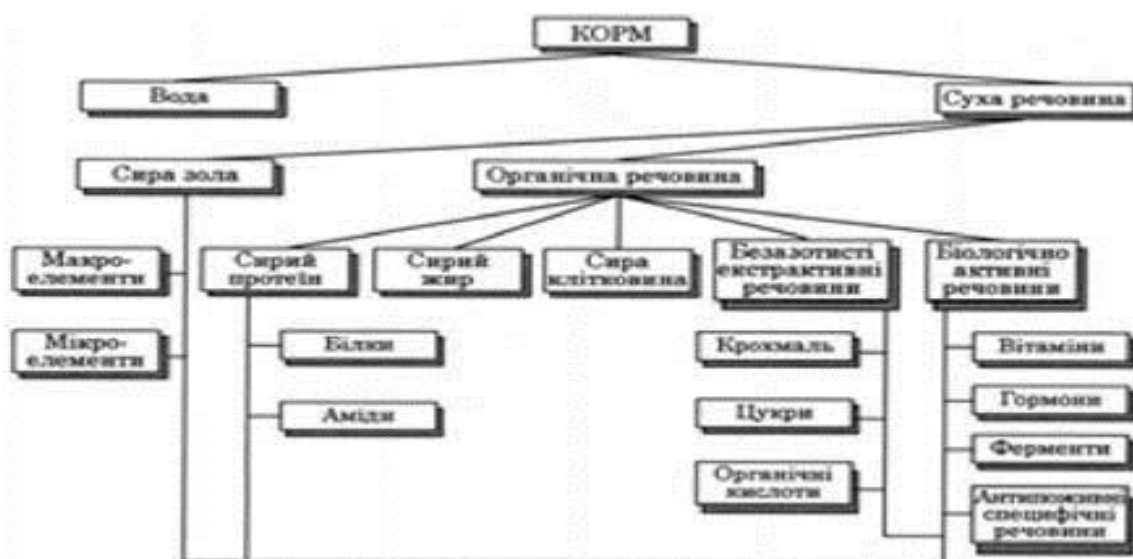 КОРМ
Вода
Суха речовина
Сира зола
Органічна речовина
Макро-
елементи
Сирий
протеїн
Сирий
жир
Сира
клітковина
Безазотисті
екстрактивні
речовини
Біологічно
активні
речовини
Мікро-
елементи
Білки
Крохмаль
Вітаміни
Аміди
Цукри
Гормони
Ферменти
Органічні
кислоти
Антипоживні
специфічні
речовини